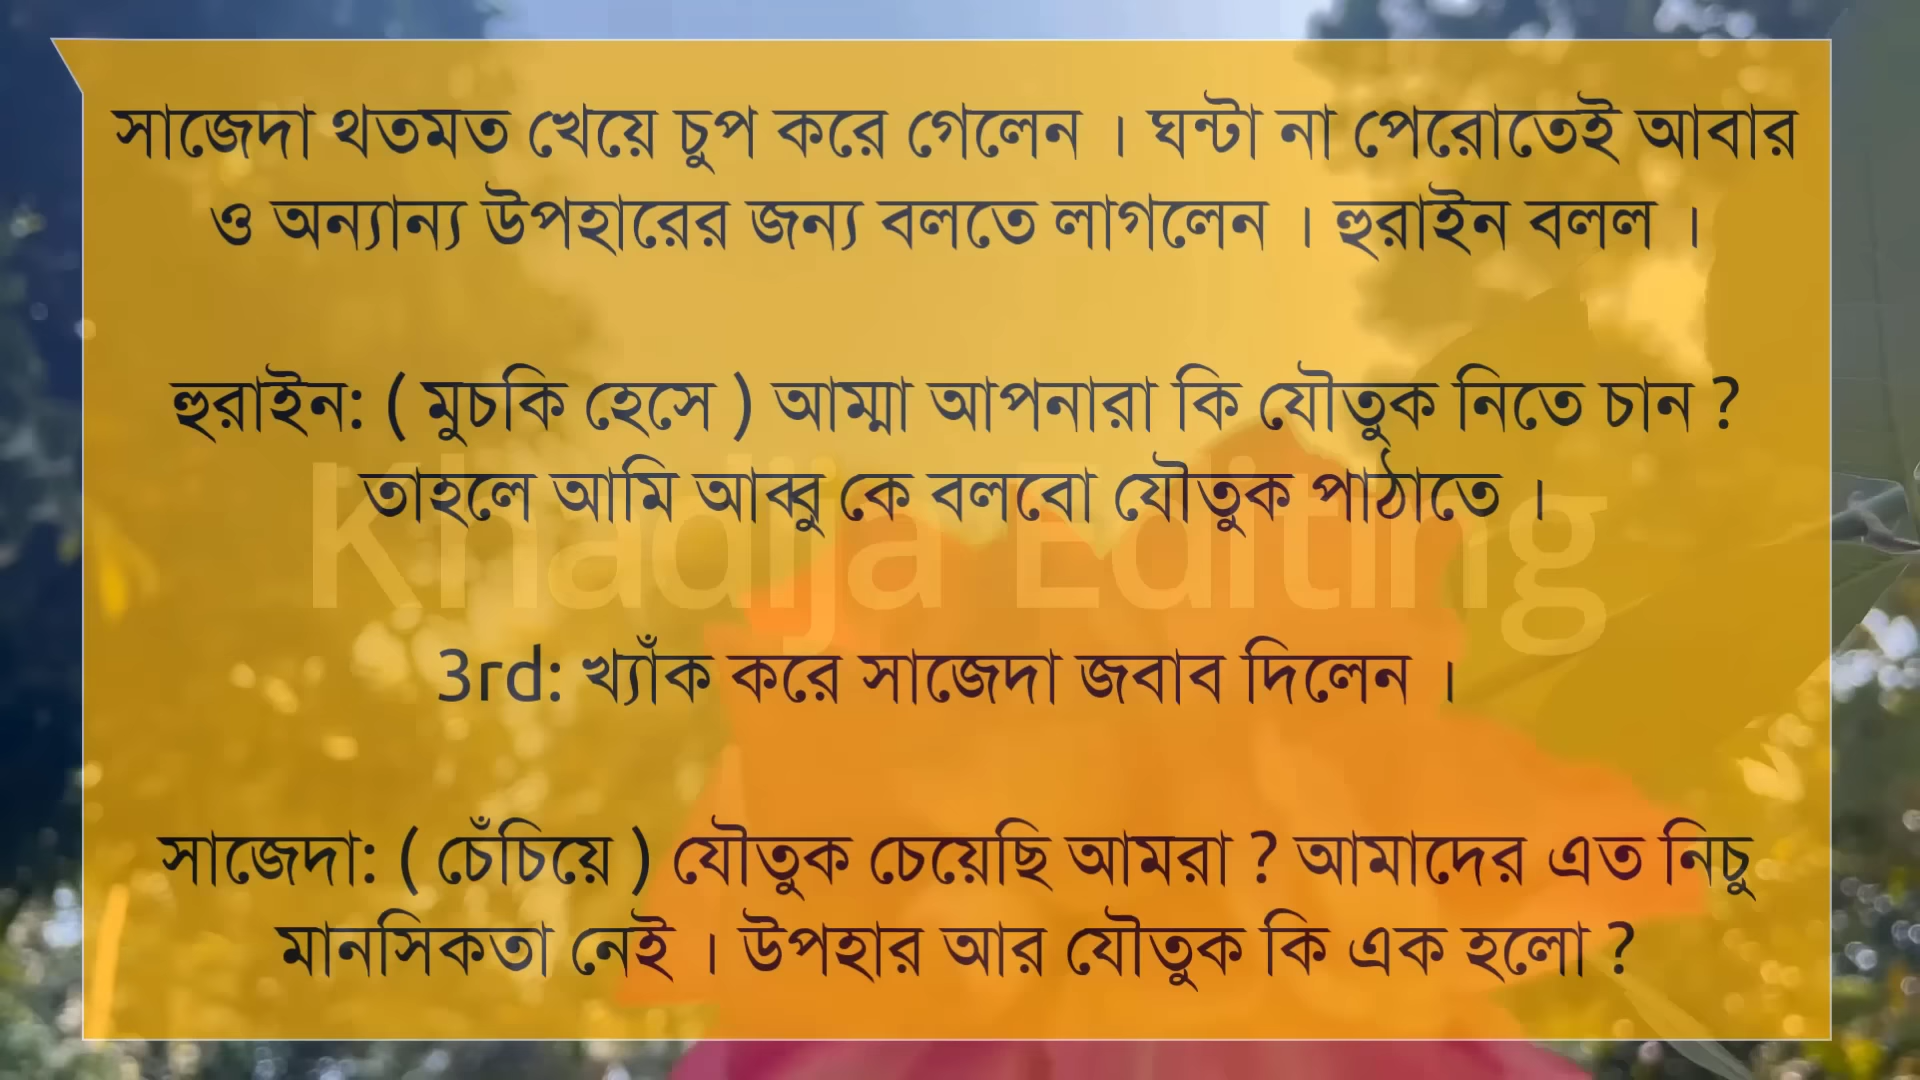 সাজেদা থতমত খেয়ে চুপ করে গেলেন । ঘন্টা না পেরোতেই আবার
ও অন্যান্য উপহারের জন্য বলতে লাগলেন । হুরাইন বলল ।
হুরাইন: ( মুচকি হেসে ) আম্মা আপনারা কি যৌতুক নিতে চান ?
তাহলে আমি আব্বু কে বলবো যৌতুক পাঠাতে ।
Khadija Editing
3rd: খ্যাঁক করে সাজেদা জবাব দিলেন ।
সাজেদা: ( চেঁচিয়ে ) যৌতুক চেয়েছি আমরা ? আমাদের এত নিচু
মানসিকতা নেই । উপহার আর যৌতুক কি এক হলো ?